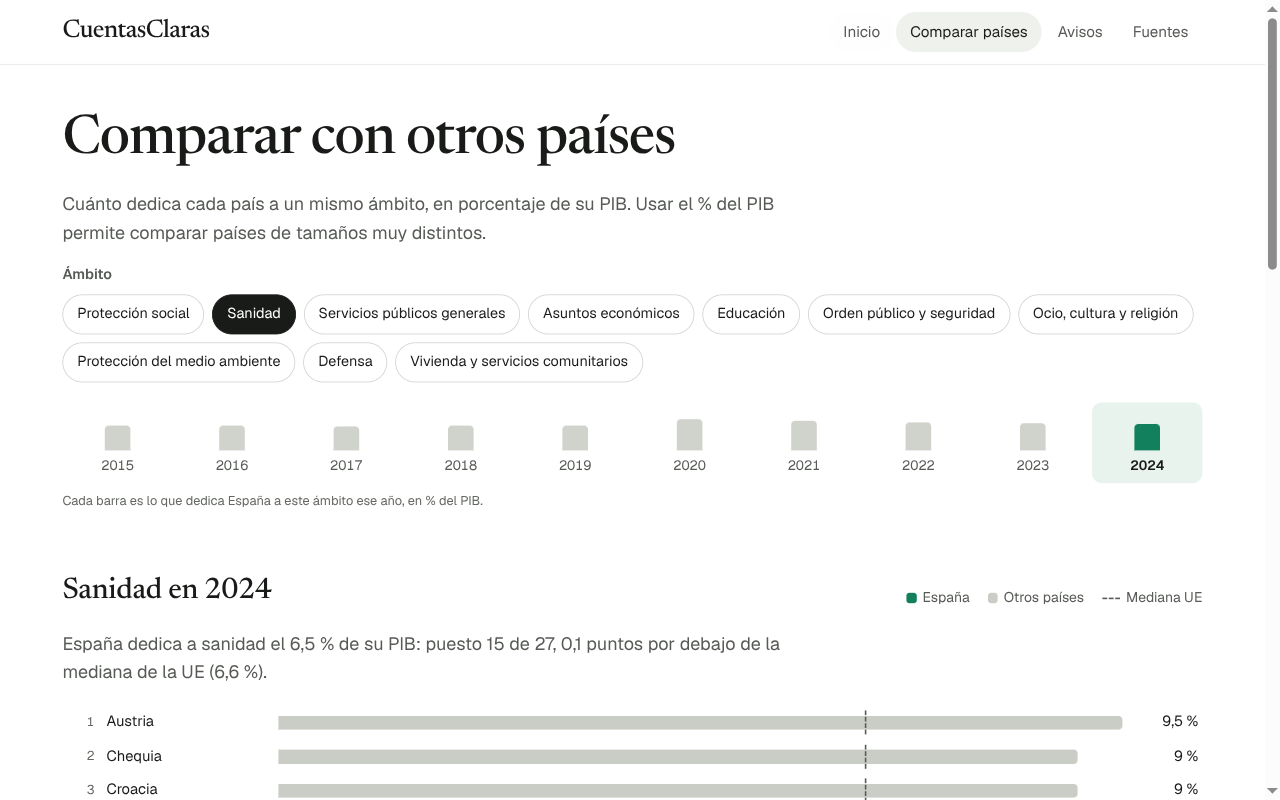 CuentasClaras
Inicio
Comparar países
Avisos
Fuentes
Comparar con otros países
Cuánto dedica cada país a un mismo ámbito, en porcentaje de su PIB. Usar el % del PIB
permite comparar países de tamaños muy distintos.
Ámbito
Protección social
Sanidad
Servicios públicos generales
Asuntos económicos
Educación
Orden público y seguridad
Ocio, cultura y religión
Protección del medio ambiente
Defensa
Vivienda y servicios comunitarios
2015
2016
2017
2018
2019
2020
2021
2022
2023
2024
Cada barra es lo que dedica España a este ámbito ese año, en % del PIB.
Sanidad en 2024
España
Otros países
Mediana UE
España dedica a sanidad el 6,5 % de su PIB: puesto 15 de 27, 0,1 puntos por debajo de la
mediana de la UE (6,6 %).
1 Austria 9,5 %
2 Chequia 9 %
3 Croacia 9 %